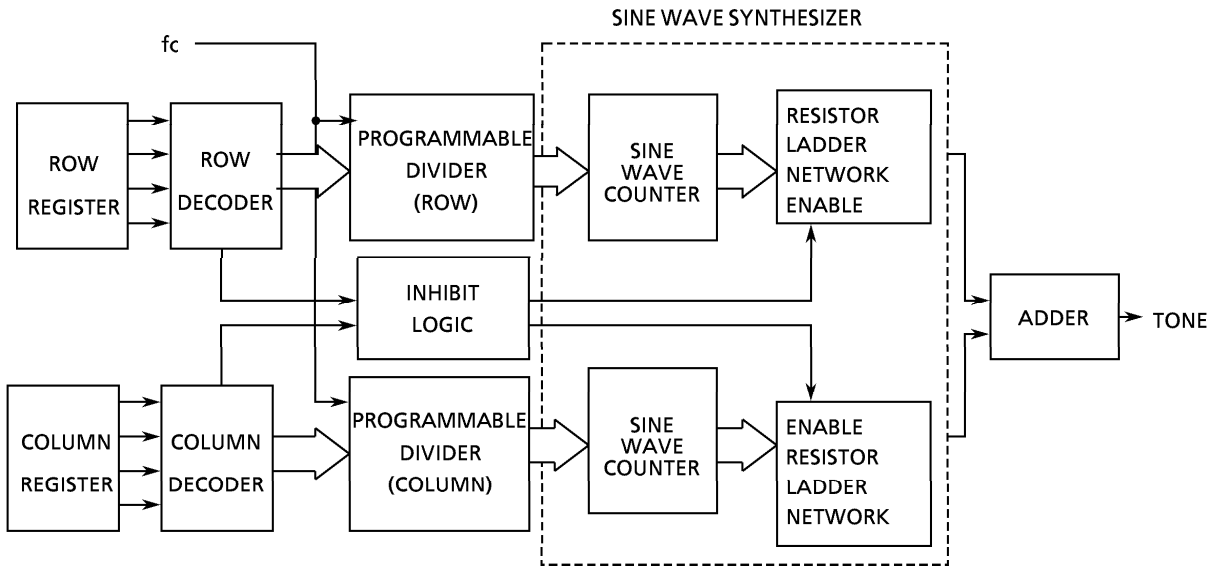 SINE WAVE SYNTHESIZER
fc
ROW
REGISTER
ROW
DECODER
PROGRAMMABLE
DIVIDER
(ROW)
SINE
WAVE
COUNTER
RESISTOR
LADDER
NETWORK
ENABLE
INHIBIT
LOGIC
ADDER
TONE
COLUMN
REGISTER
COLUMN
DECODER
PROGRAMMABLE
DIVIDER
(COLUMN)
SINE
WAVE
COUNTER
ENABLE
RESISTOR
LADDER
NETWORK